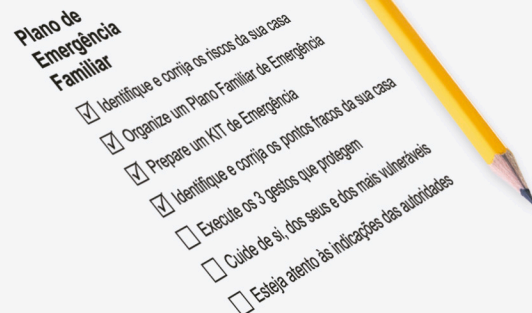 Plano de
Emergência
Familiar
Identifique e corrija os riscos da sua casa
Organize um Plano Familiar de Emergência
Prepare um KIT de Emergência
Identifique e corrija os pontos fracos da sua casa
Execute os 3 gestos que protegem
Cuide de si, dos seus e dos mais vulneráveis
Esteja atento às indicações das autoridades